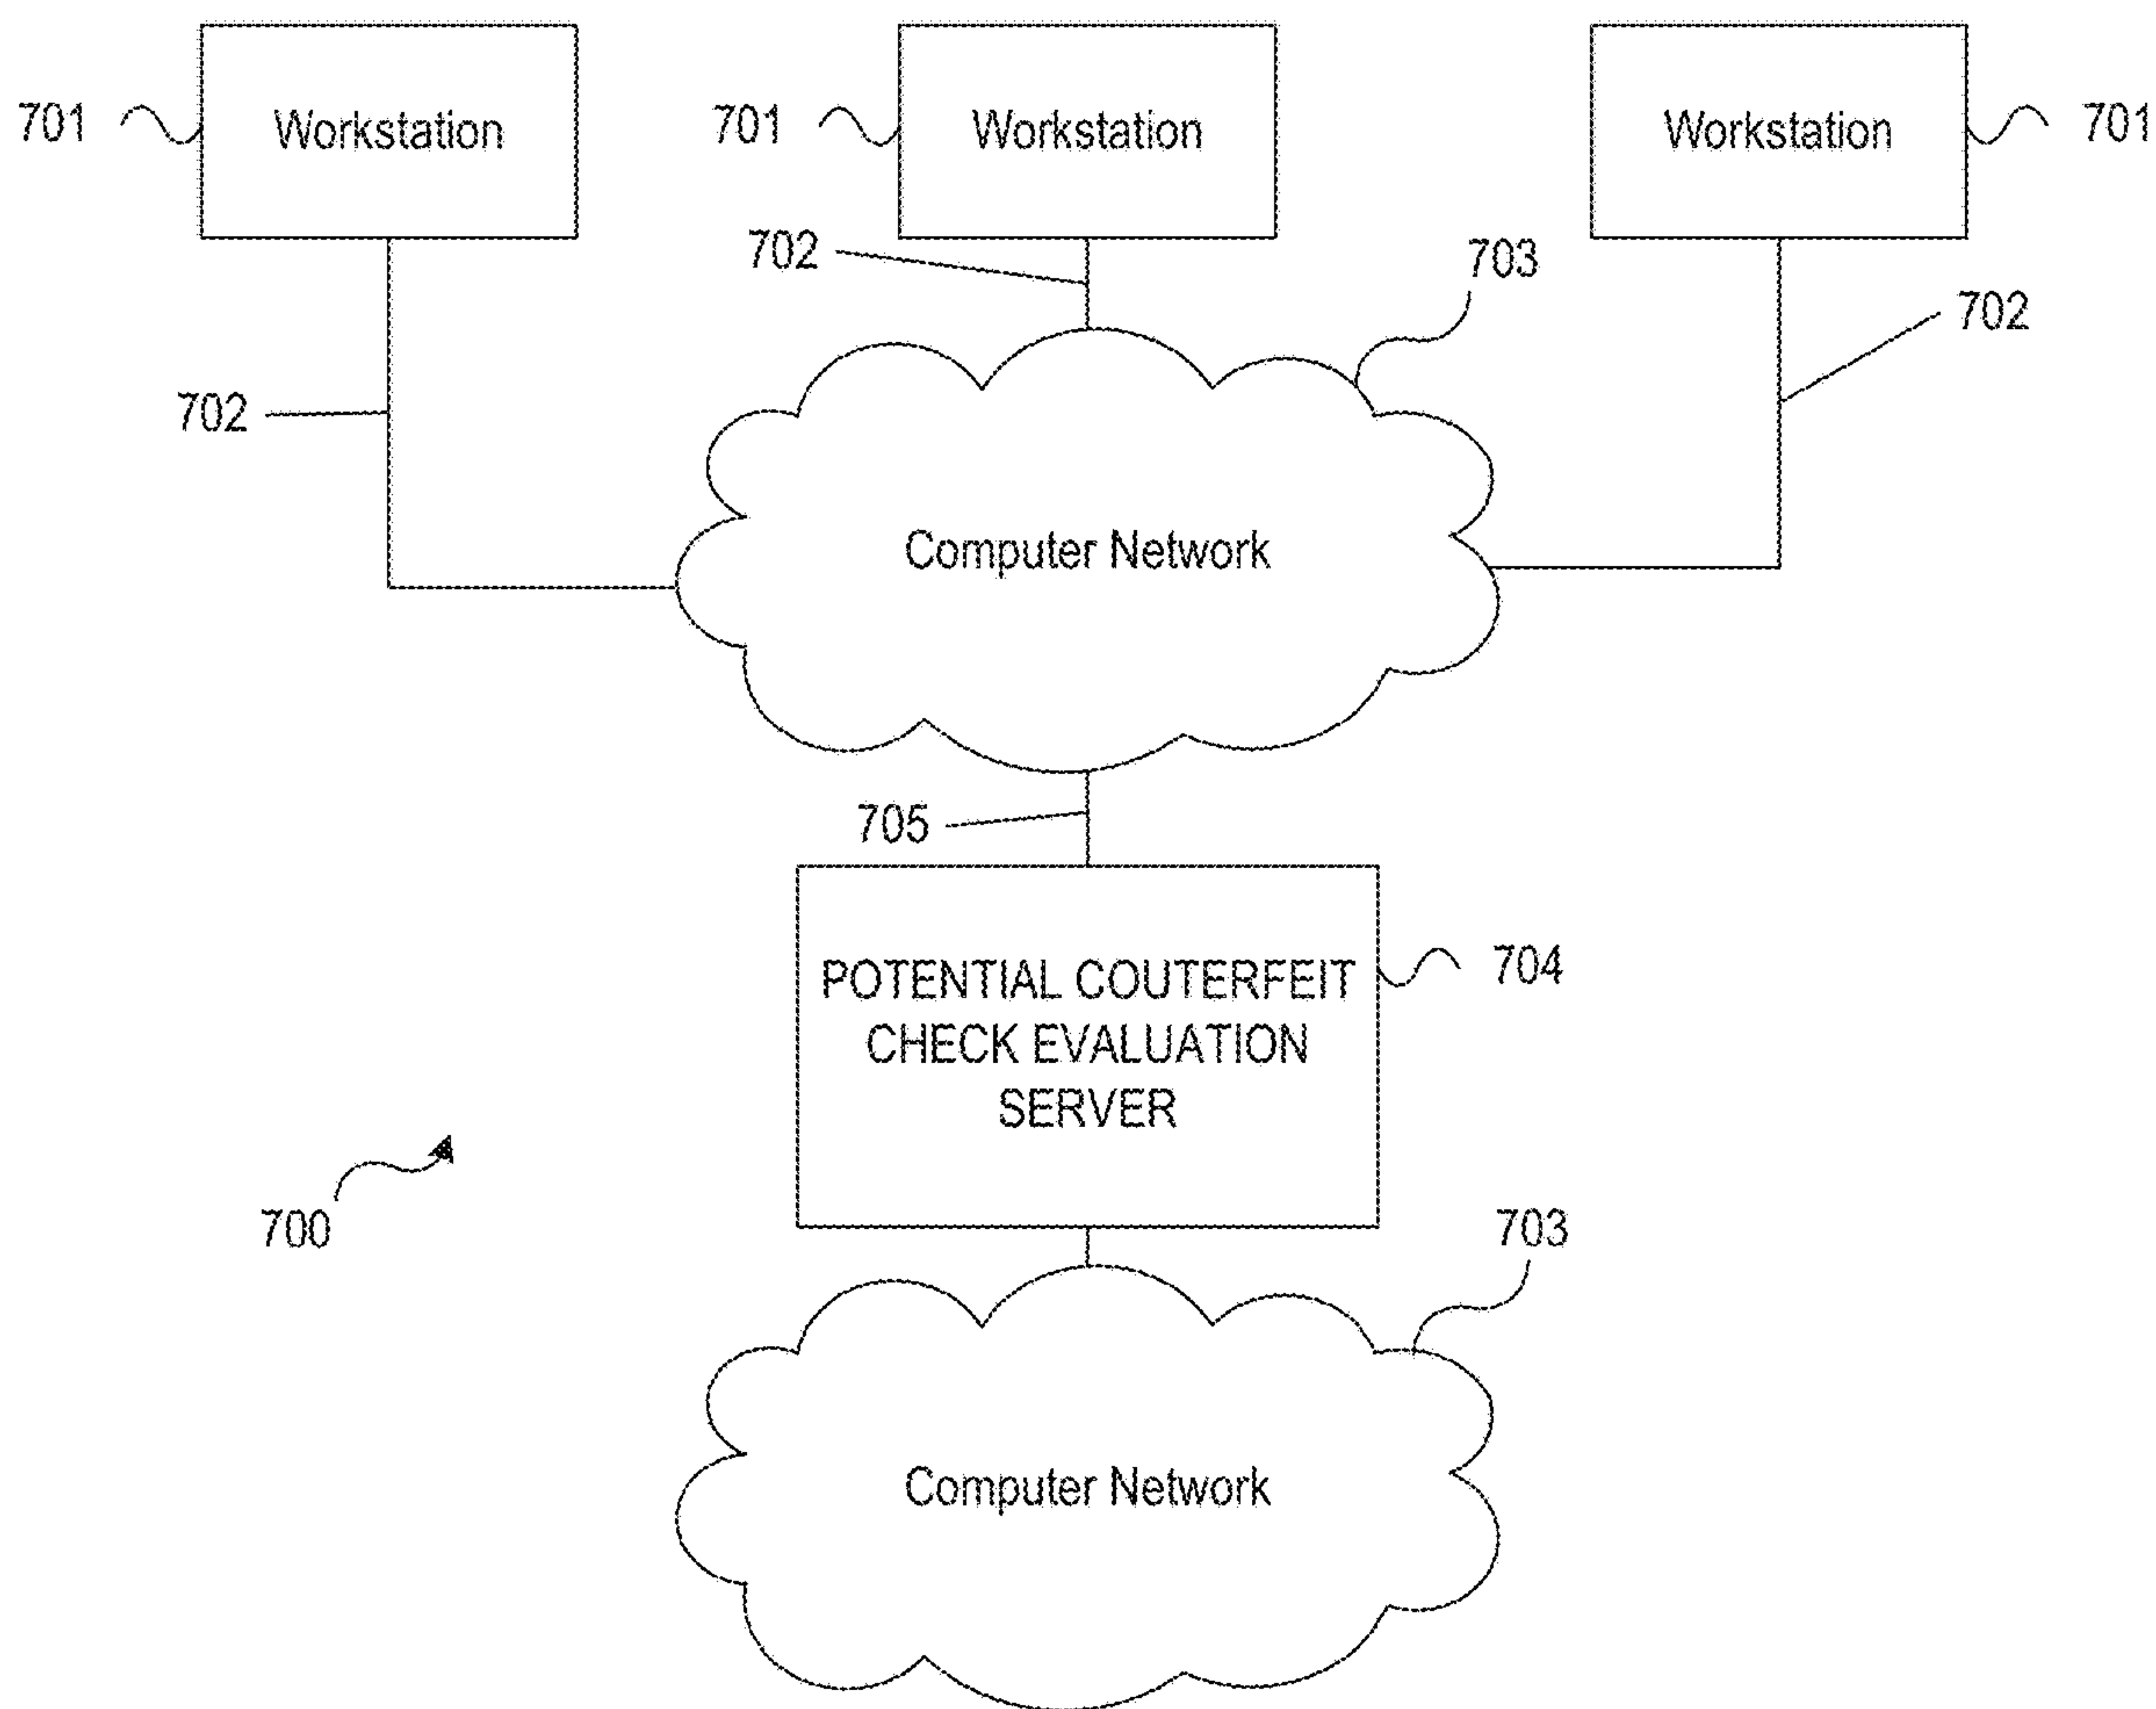 701
Workstation
701
Workstation
Workstation
701
702
703
702
702
Computer Network
705
POTENTIAL COUTERFEIT
CHECK EVALUATION
SERVER
704
700
703
Computer Network